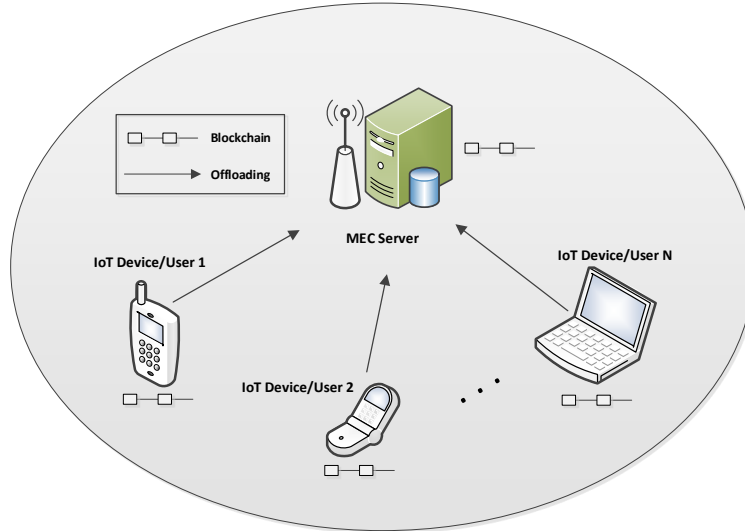 Blockchain
Offloading
MEC Server
IoT Device/User 1
IoT Device/User N
IoT Device/User 2